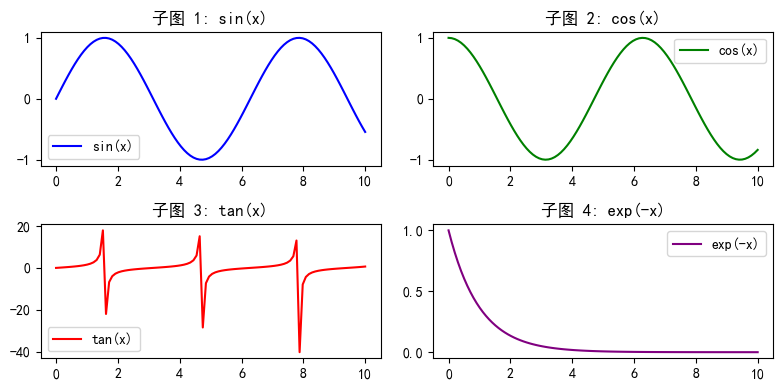 子图 1: sin(x)
1
0
−1
sin(x)
0 2 4 6 8 10
子图 2: cos(x)
1
0
−1
cos(x)
0 2 4 6 8 10
子图 3: tan(x)
20
0
−20
−40
tan(x)
0 2 4 6 8 10
子图 4: exp(−x)
1.0
0.5
0.0
exp(−x)
0 2 4 6 8 10